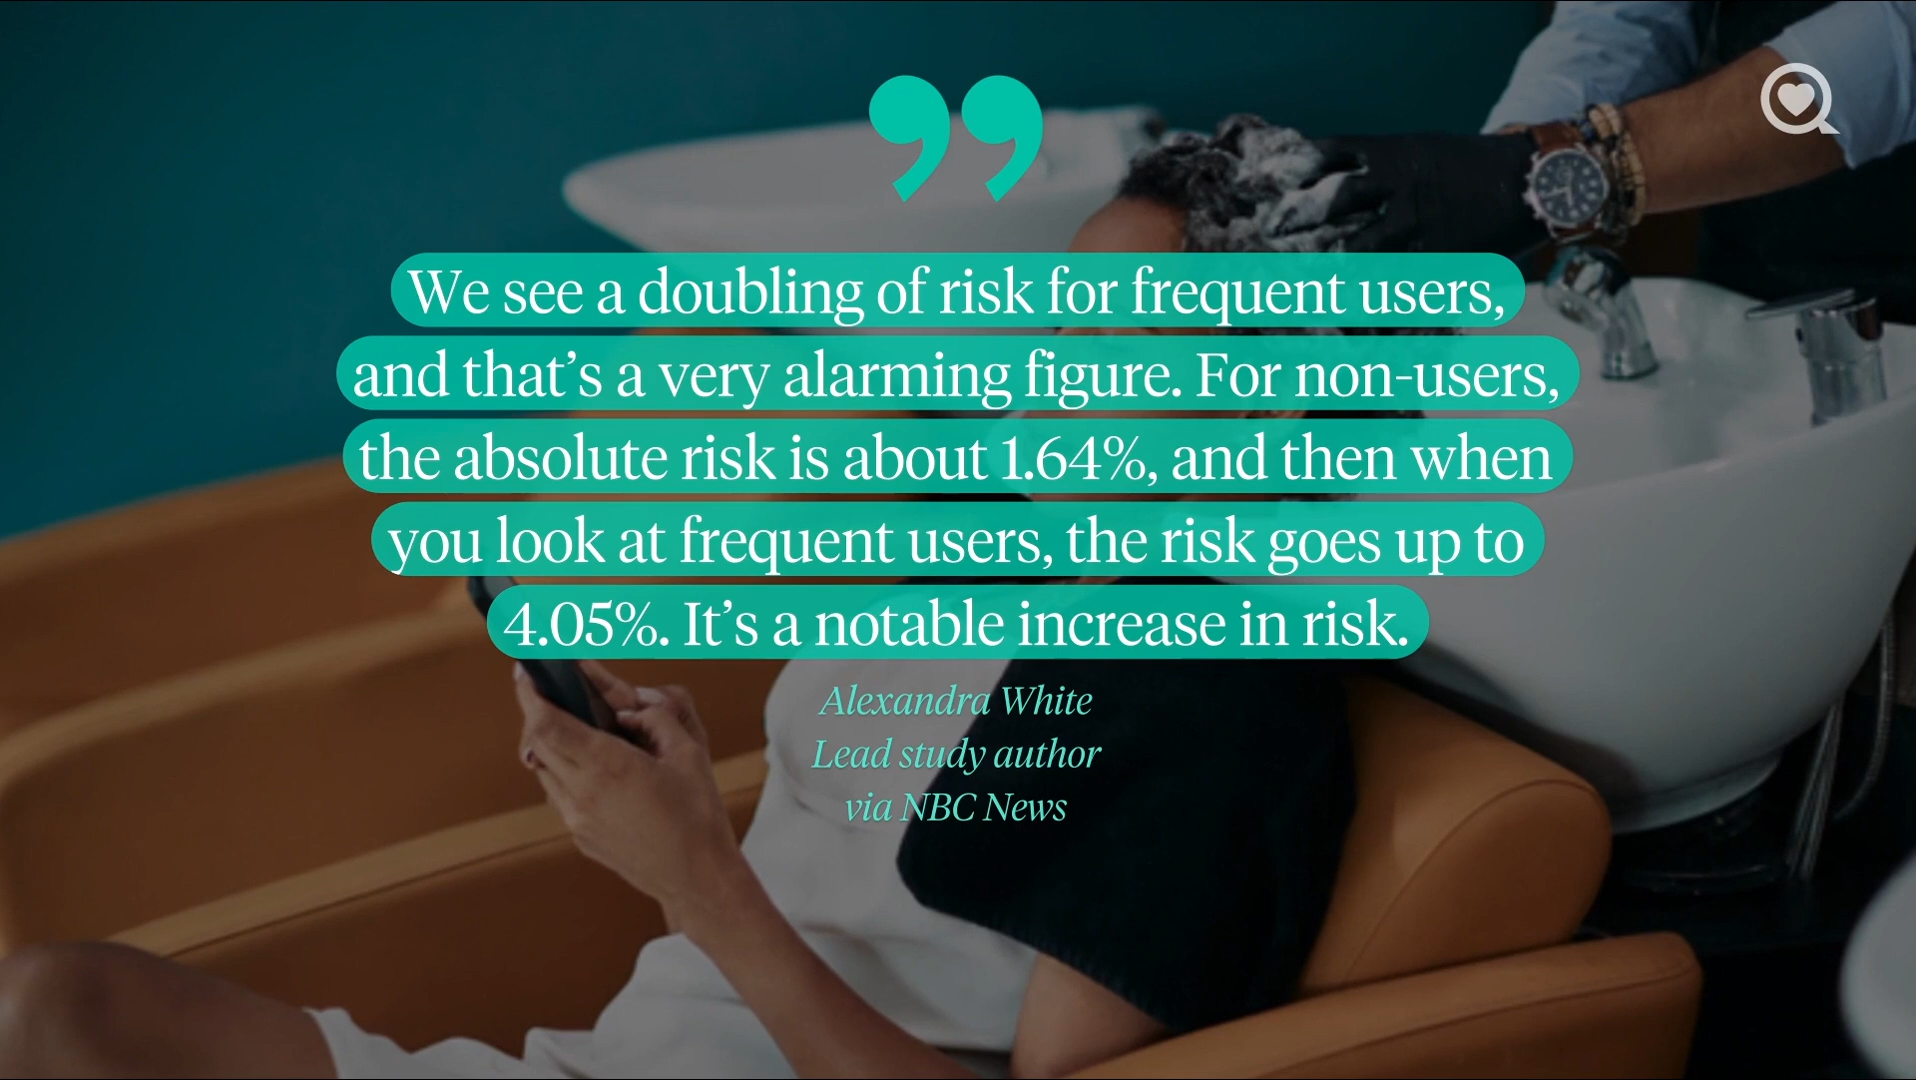 ”
We see a doubling of risk for frequent users,
and that’s a very alarming figure. For non-users,
the absolute risk is about 1.64%, and then when
you look at frequent users, the risk goes up to
4.05%. It’s a notable increase in risk.
Alexandra White
Lead study author
via NBC News